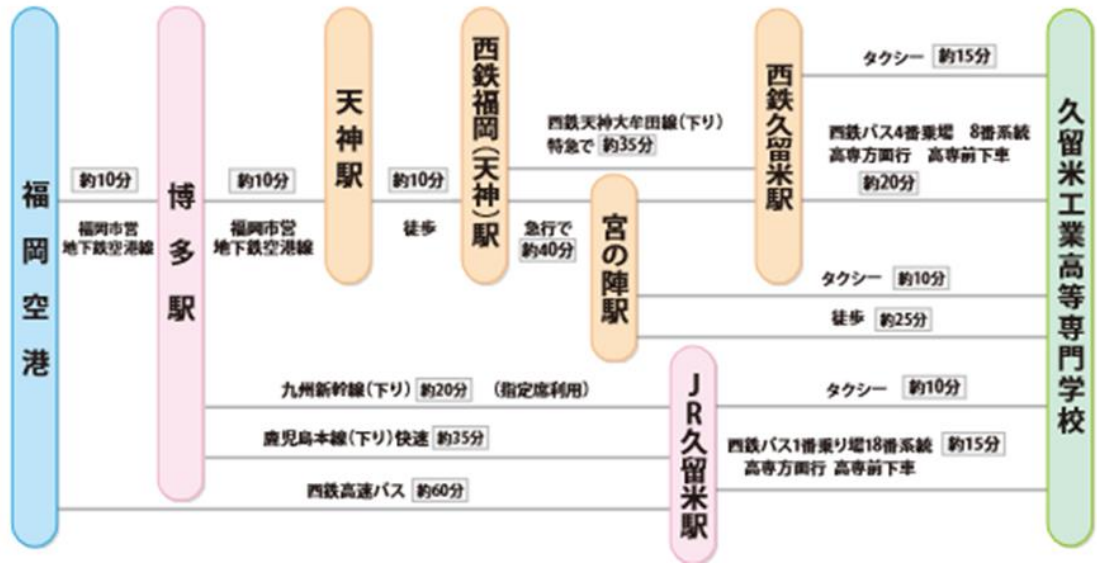 福岡空港
約10分
福岡市営
地下鉄空港線
博多駅
約10分
福岡市営
地下鉄空港線
天神駅
約10分
徒歩
西鉄福岡(天神)駅
西鉄天神大牟田線(下り)
特急で 約35分
急行で
約40分
宮の陣駅
西鉄久留米駅
タクシー 約15分
西鉄バス4番乗場 8番系統
高専方面行 高専前下車
約20分
タクシー 約10分
徒歩 約25分
九州新幹線(下り) 約20分 (指定席利用)
鹿児島本線(下り)快速 約35分
西鉄高速バス 約60分
JR久留米駅
タクシー 約10分
西鉄バス1番乗り場18番系統 約15分
高専方面行 高専前下車
久留米工業高等専門学校